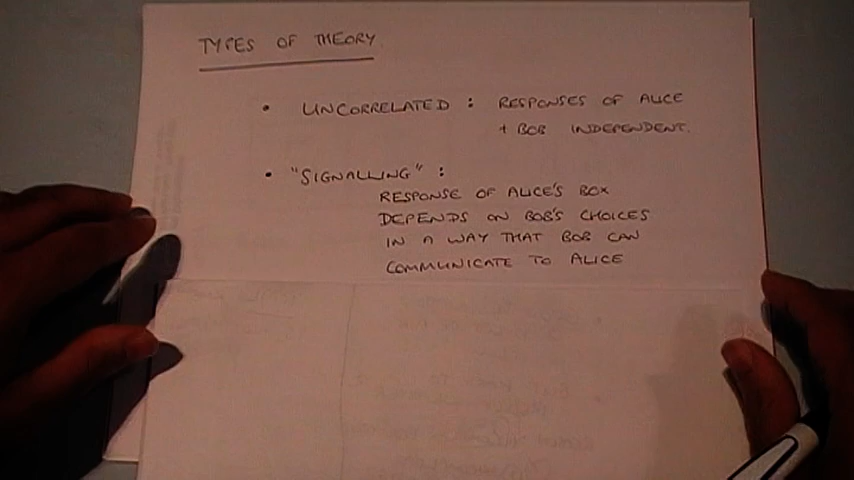 TYPES OF THEORY
• UNCORRELATED : RESPONSES OF ALICE
+ BOB INDEPENDENT.
• "SIGNALLING" :
RESPONSE OF ALICE'S BOX
DEPENDS ON BOB'S CHOICES
IN A WAY THAT BOB CAN
COMMUNICATE TO ALICE